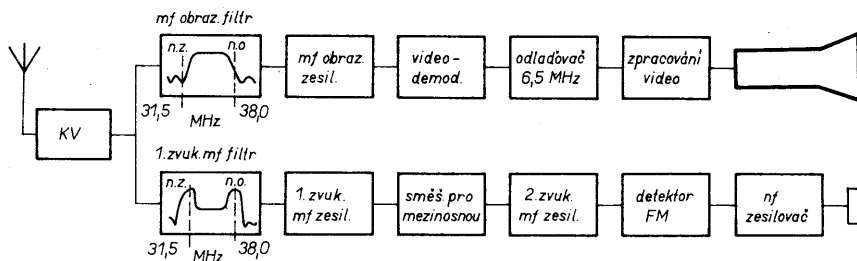 mf obraz. filtr
n.z.
n.o
31,5
MHz
38,0
KV
mf obraz.
zesil.
video-
demod.
odlaďovač
6,5 MHz
zpracování
video
1. zvuk. mf filtr
n.z.
n.o.
31,5
MHz
38,0
1. zvuk.
mf zesil.
směš. pro
mezinosnou
2. zvuk.
mf zesil.
detektor
FM
nf
zesilovač